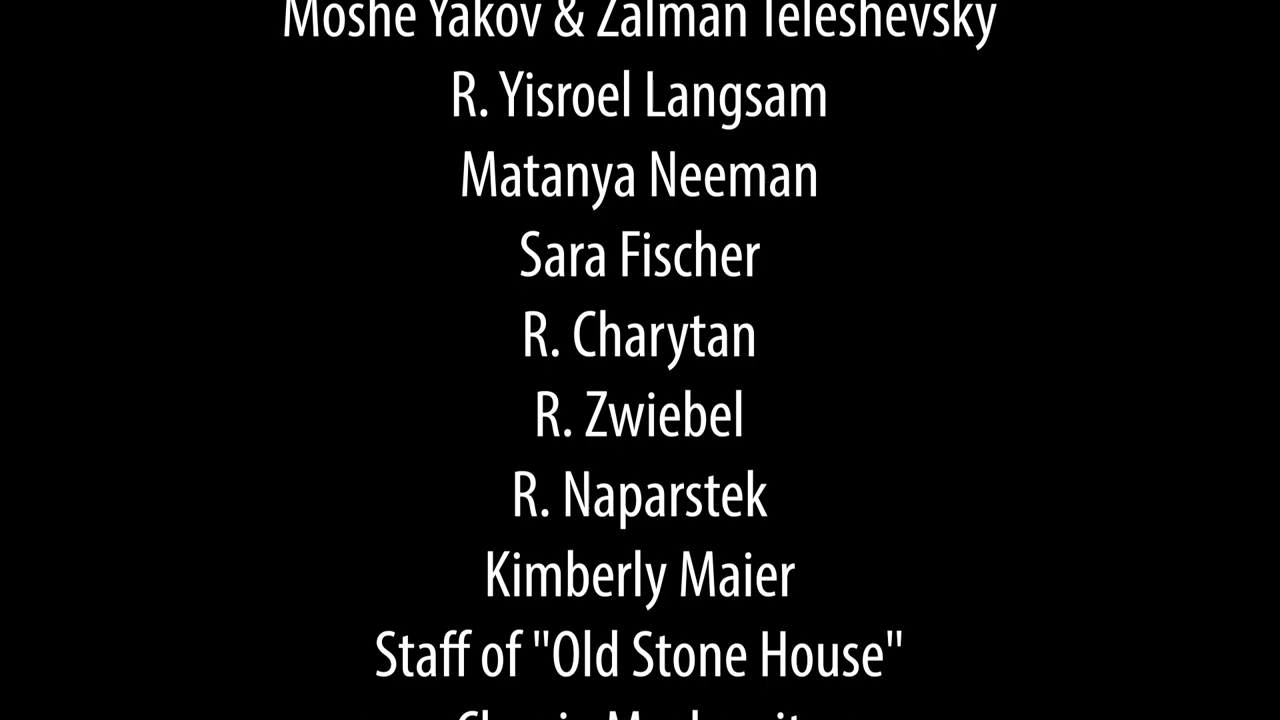 Moshe Yakov & Zalman Teleshevsky
R. Yisroel Langsam
Matanya Neeman
Sara Fischer
R. Charytan
R. Zwiebel
R. Naparstek
Kimberly Maier
Staff of "Old Stone House"